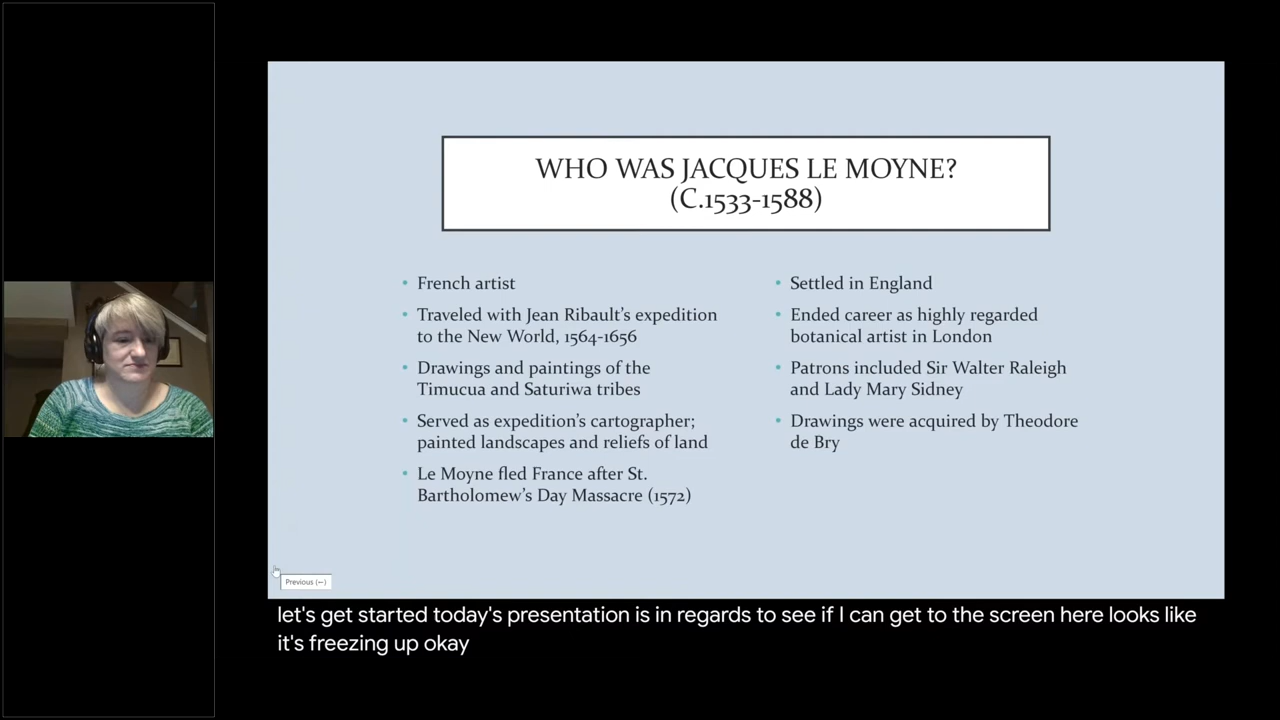 WHO WAS JACQUES LE MOYNE?
(C.1533-1588)
• French artist
• Traveled with Jean Ribault's expedition
to the New World, 1564-1656
• Drawings and paintings of the
Timucua and Saturiwa tribes
• Served as expedition's cartographer;
painted landscapes and reliefs of land
• Le Moyne fled France after St.
Bartholomew's Day Massacre (1572)
• Settled in England
• Ended career as highly regarded
botanical artist in London
• Patrons included Sir Walter Raleigh
and Lady Mary Sidney
• Drawings were acquired by Theodore
de Bry
Previous (←)
let's get started today's presentation is in regards to see if I can get to the screen here looks like
it's freezing up okay